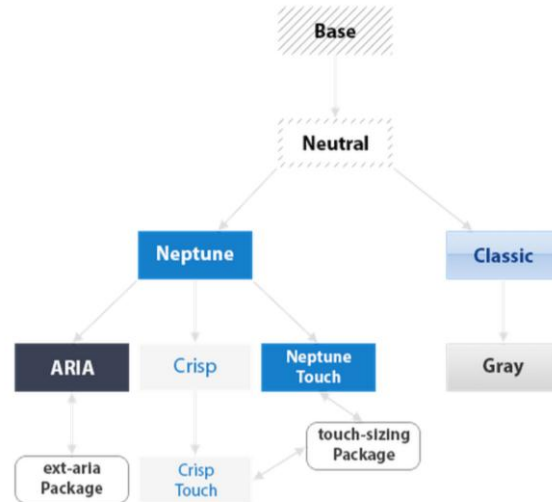 Base
Neutral
Neptune
Classic
ARIA
Crisp
Neptune
Touch
Gray
ext-aria
Package
Crisp
Touch
touch-sizing
Package